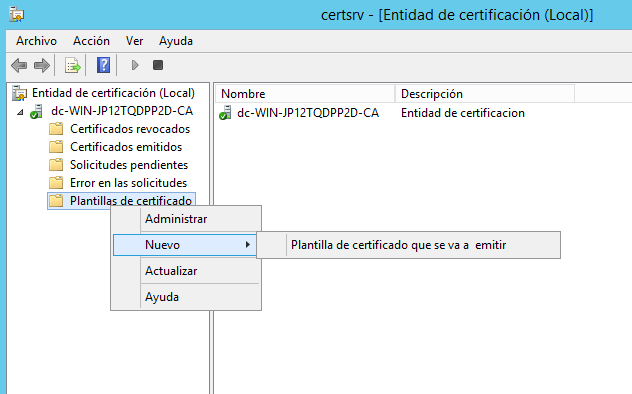 certsrv - [Entidad de certificación (Local)]
Archivo Acción Ver Ayuda
Entidad de certificación (Local)
dc-WIN-JP12TQDPP2D-CA
Certificados revocados
Certificados emitidos
Solicitudes pendientes
Error en las solicitudes
Plantillas de certificado
Nombre Descripción
dc-WIN-JP12TQDPP2D-CA Entidad de certificacion
Administrar
Nuevo
Plantilla de certificado que se va a emitir
Actualizar
Ayuda